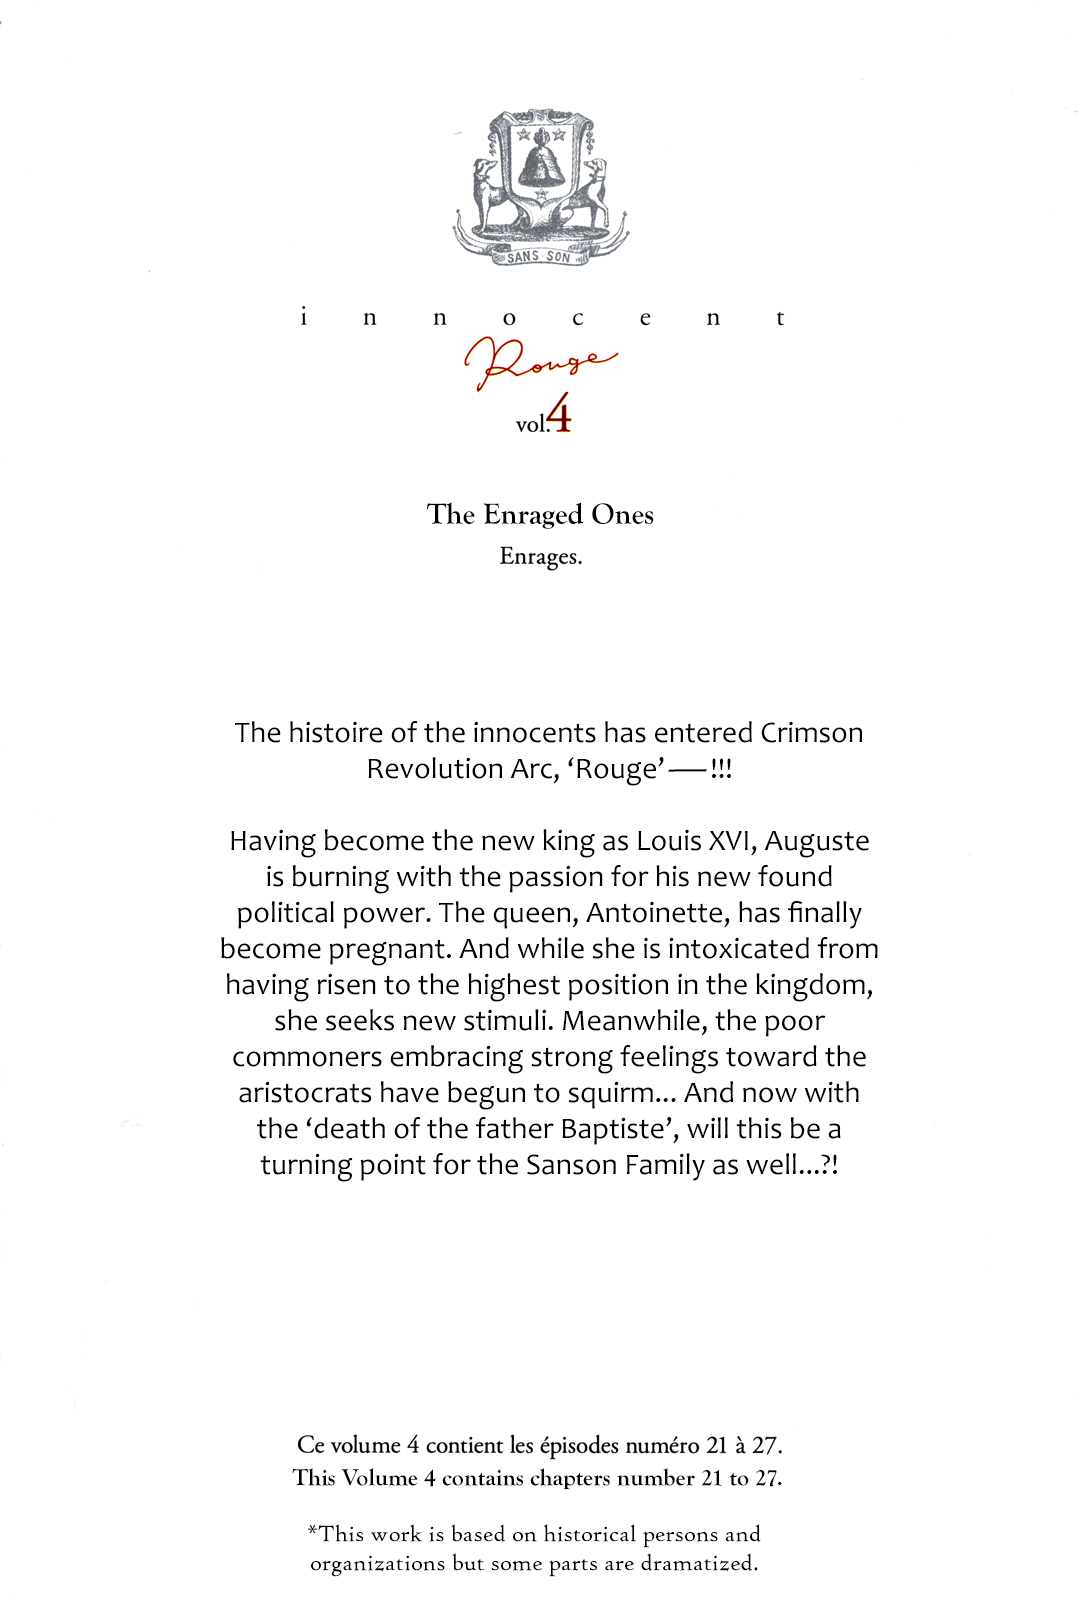 SANS SON
innocent
Rouge
vol.4
The Enraged Ones
Enrages.
The histoire of the innocents has entered Crimson
Revolution Arc, ‘Rouge’—!!!
Having become the new king as Louis XVI, Auguste
is burning with the passion for his new found
political power. The queen, Antoinette, has finally
become pregnant. And while she is intoxicated from
having risen to the highest position in the kingdom,
she seeks new stimuli. Meanwhile, the poor
commoners embracing strong feelings toward the
aristocrats have begun to squirm... And now with
the ‘death of the father Baptiste’, will this be a
turning point for the Sanson Family as well...?!
Ce volume 4 contient les épisodes numéro 21 à 27.
This Volume 4 contains chapters number 21 to 27.
*This work is based on historical persons and
organizations but some parts are dramatized.